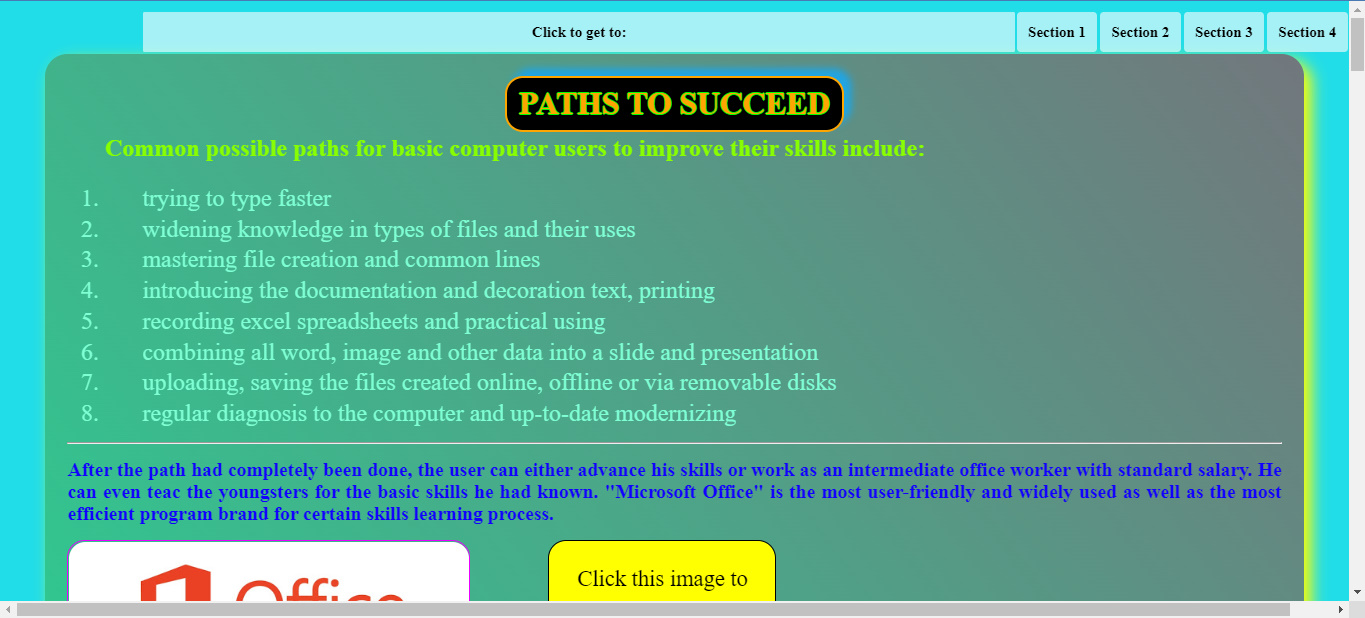 Click to get to:
Section 1
Section 2
Section 3
Section 4
PATHS TO SUCCEED
Common possible paths for basic computer users to improve their skills include:
1. trying to type faster
2. widening knowledge in types of files and their uses
3. mastering file creation and common lines
4. introducing the documentation and decoration text, printing
5. recording excel spreadsheets and practical using
6. combining all word, image and other data into a slide and presentation
7. uploading, saving the files created online, offline or via removable disks
8. regular diagnosis to the computer and up-to-date modernizing
After the path had completely been done, the user can either advance his skills or work as an intermediate office worker with standard salary. He
can even teac the youngsters for the basic skills he had known. "Microsoft Office" is the most user-friendly and widely used as well as the most
efficient program brand for certain skills learning process.
Office
Click this image to